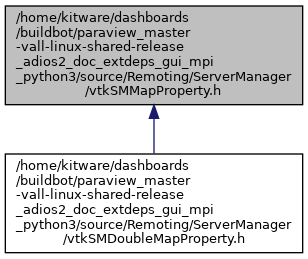 /home/kitware/dashboards
/buildbot/paraview_master
-vall-linux-shared-release
_adios2_doc_extdeps_gui_mpi
_python3/source/Remoting/ServerManager
/vtkSMMapProperty.h
/home/kitware/dashboards
/buildbot/paraview_master
-vall-linux-shared-release
_adios2_doc_extdeps_gui_mpi
_python3/source/Remoting/ServerManager
/vtkSMDoubleMapProperty.h